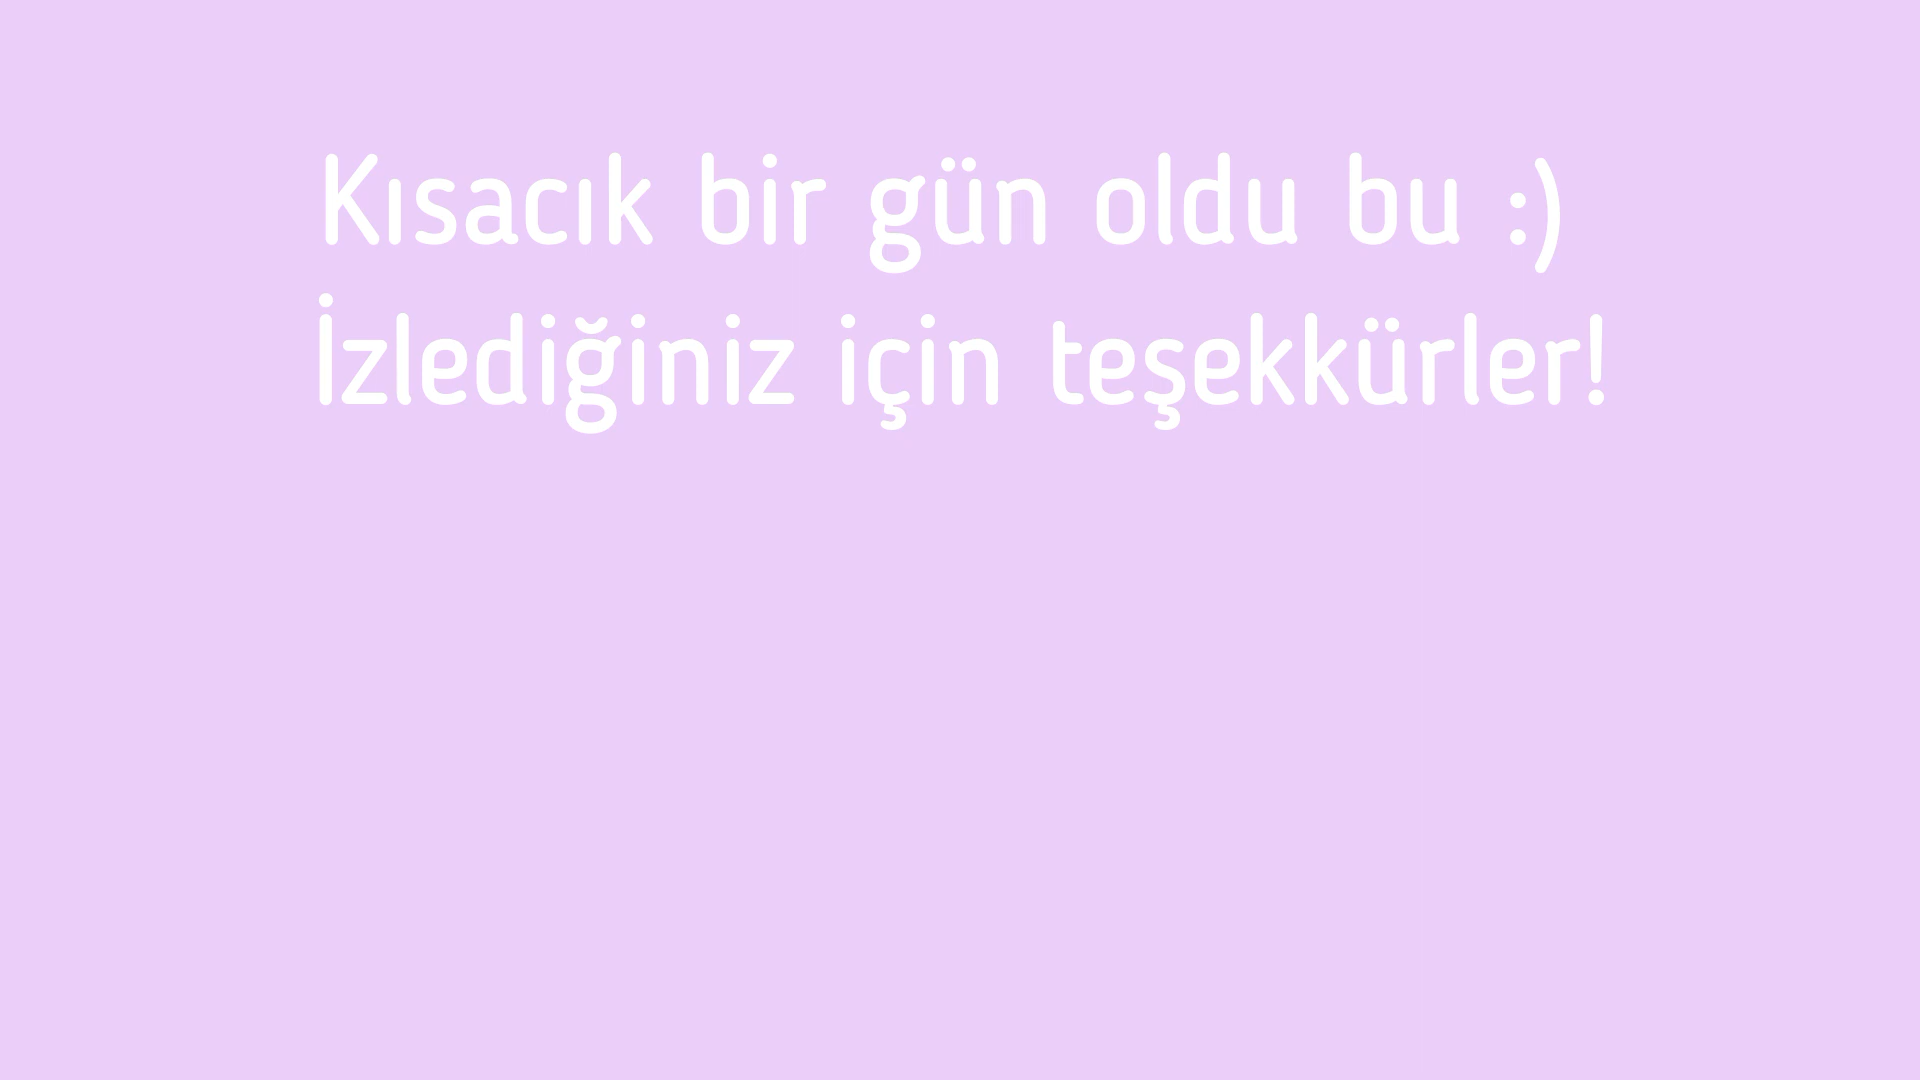 Kısacık bir gün oldu bu :)
İzlediğiniz için teşekkürler!